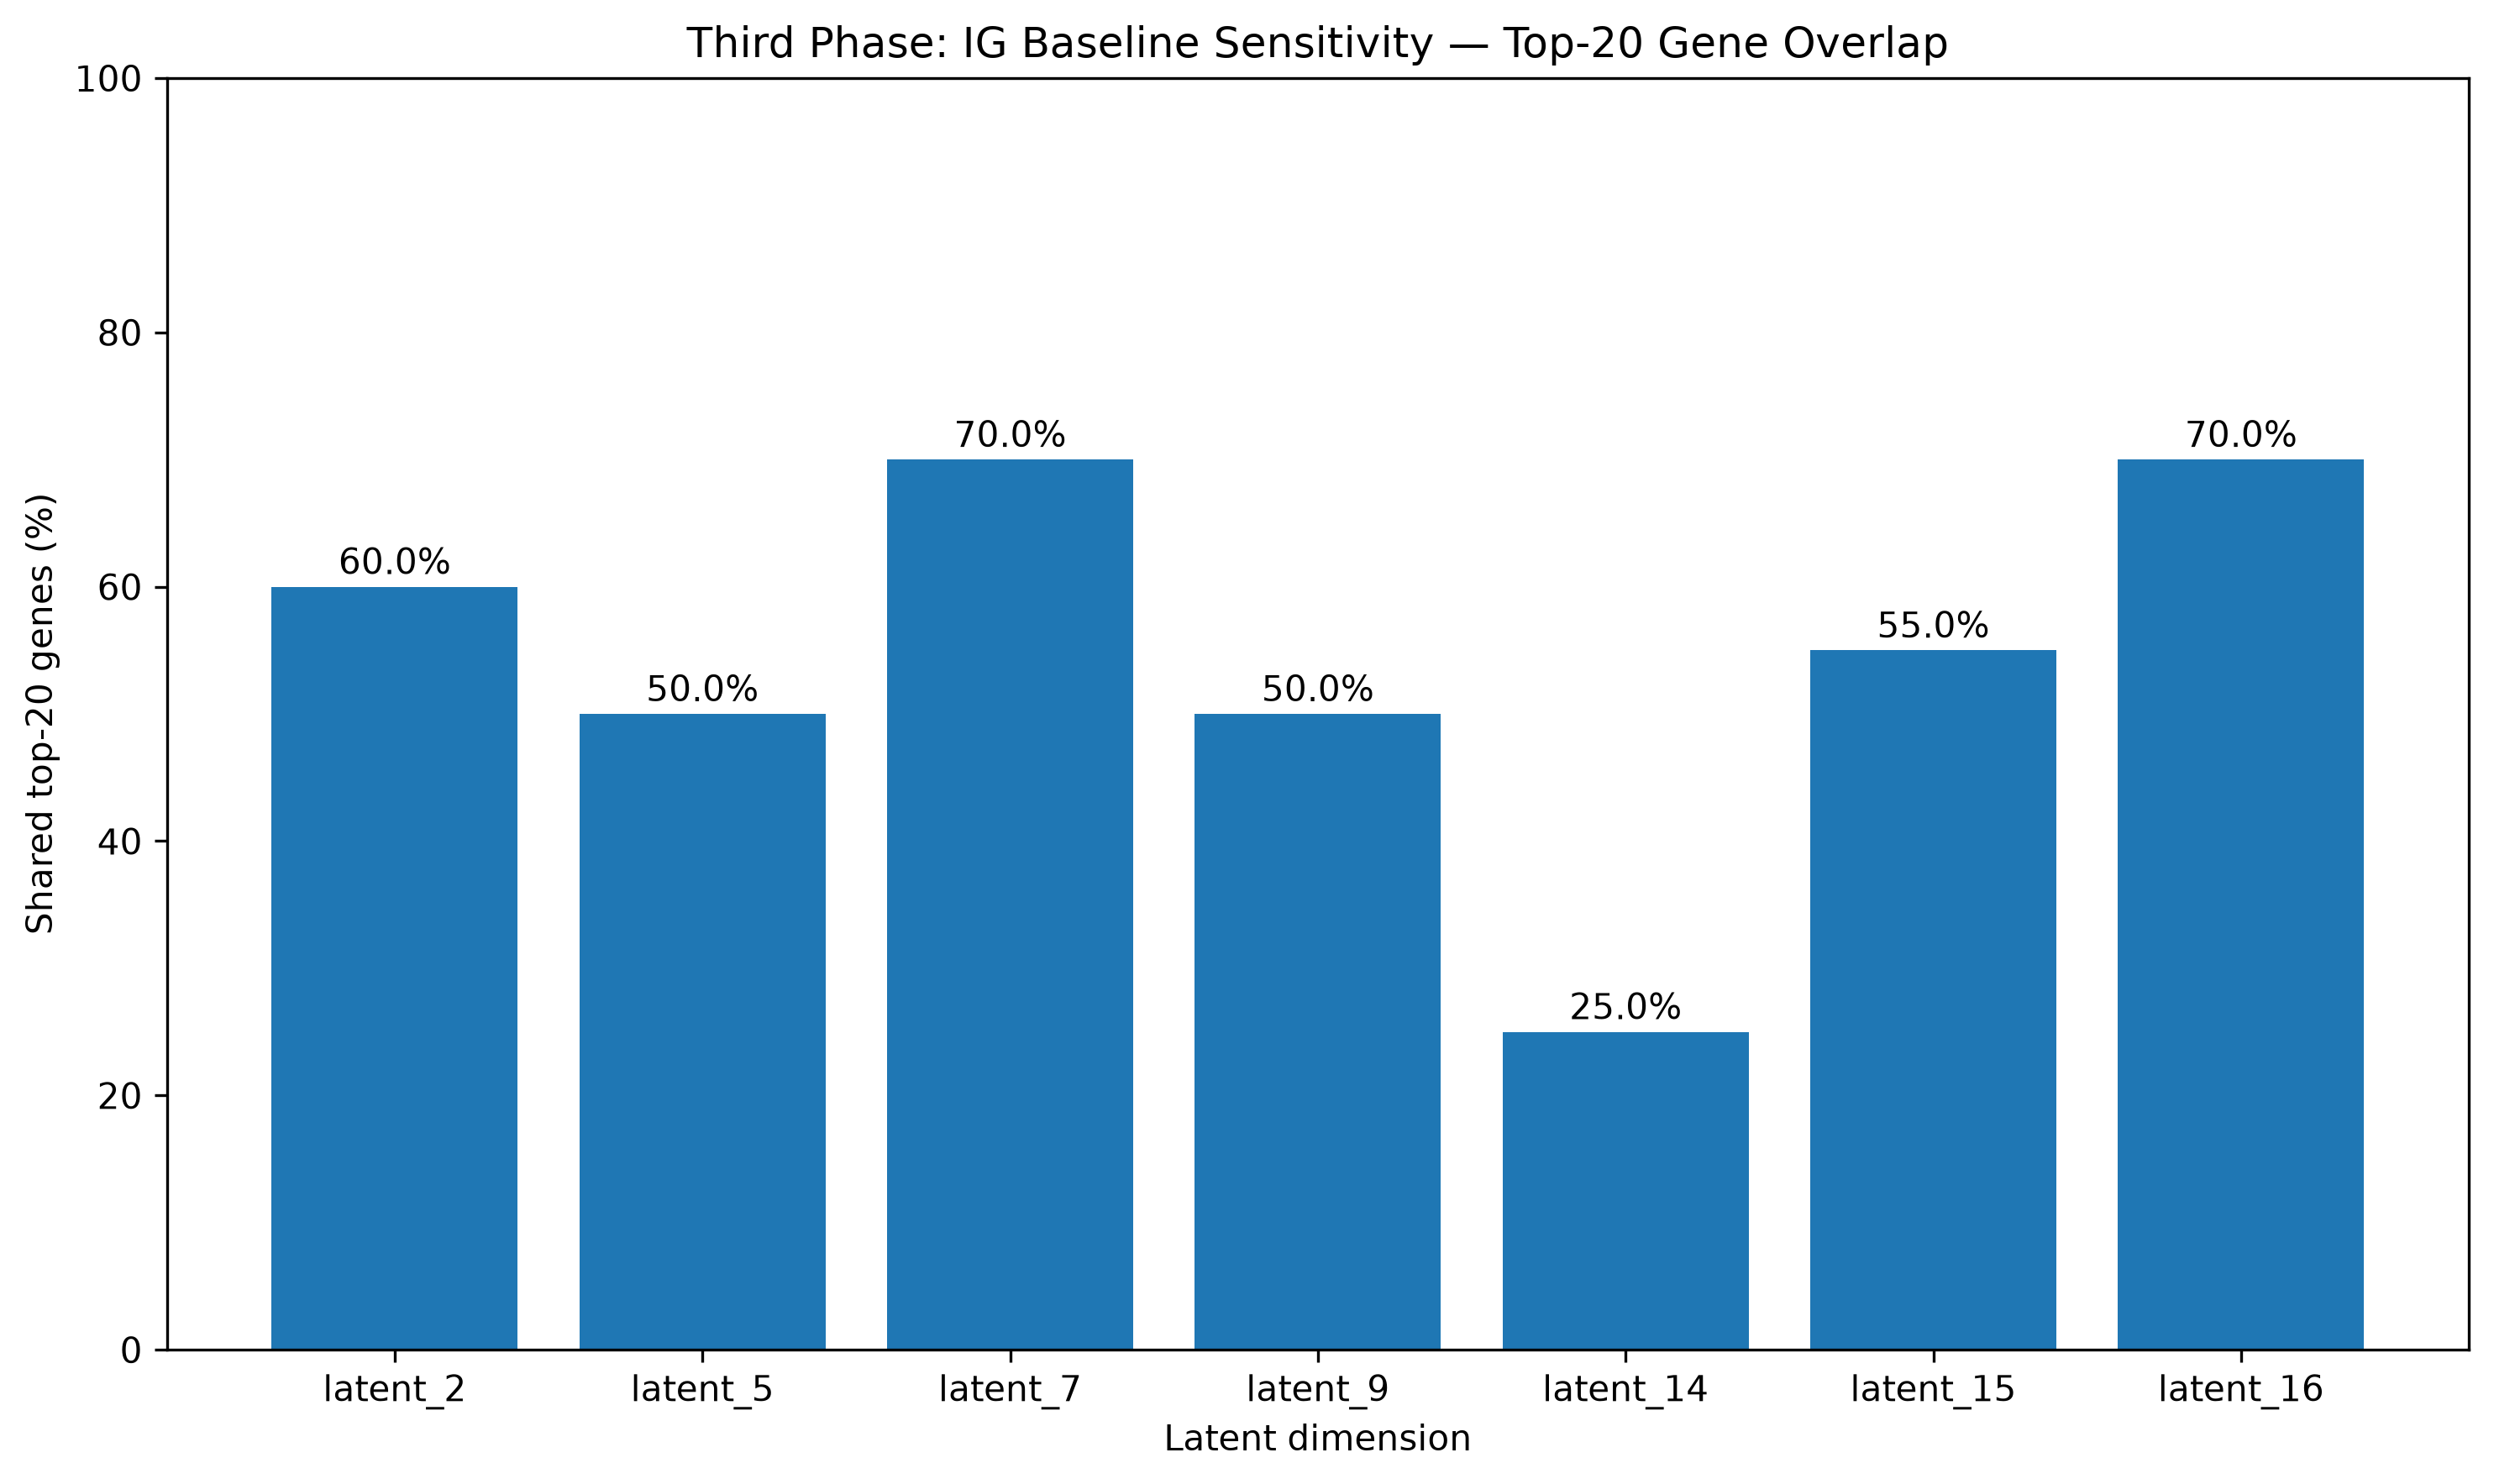 Third Phase: IG Baseline Sensitivity — Top-20 Gene Overlap
Shared top-20 genes (%)
100
80
60
40
20
0
60.0%
50.0%
70.0%
50.0%
25.0%
55.0%
70.0%
latent_2
latent_5
latent_7
latent_9
latent_14
latent_15
latent_16
Latent dimension